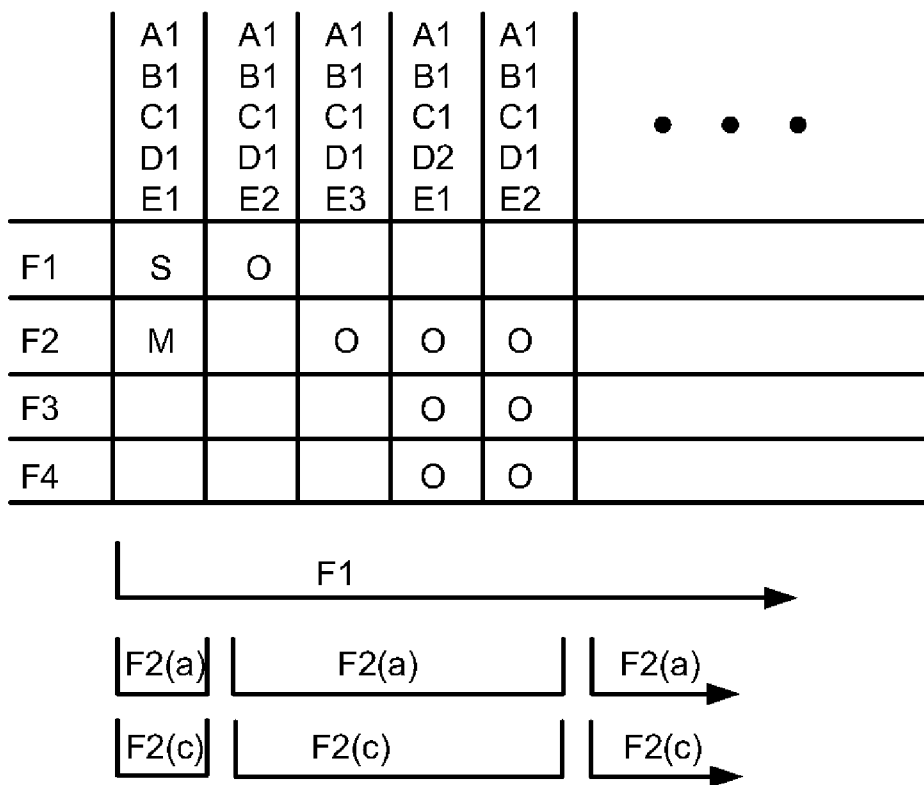 A1 A1 A1 A1 A1
B1 B1 B1 B1 B1
C1 C1 C1 C1 C1
D1 D1 D1 D2 D1
E1 E2 E3 E1 E2
F1 S O
F2 M O O O
F3 O O
F4 O O
F1
F2(a) F2(a) F2(a)
F2(c) F2(c) F2(c)